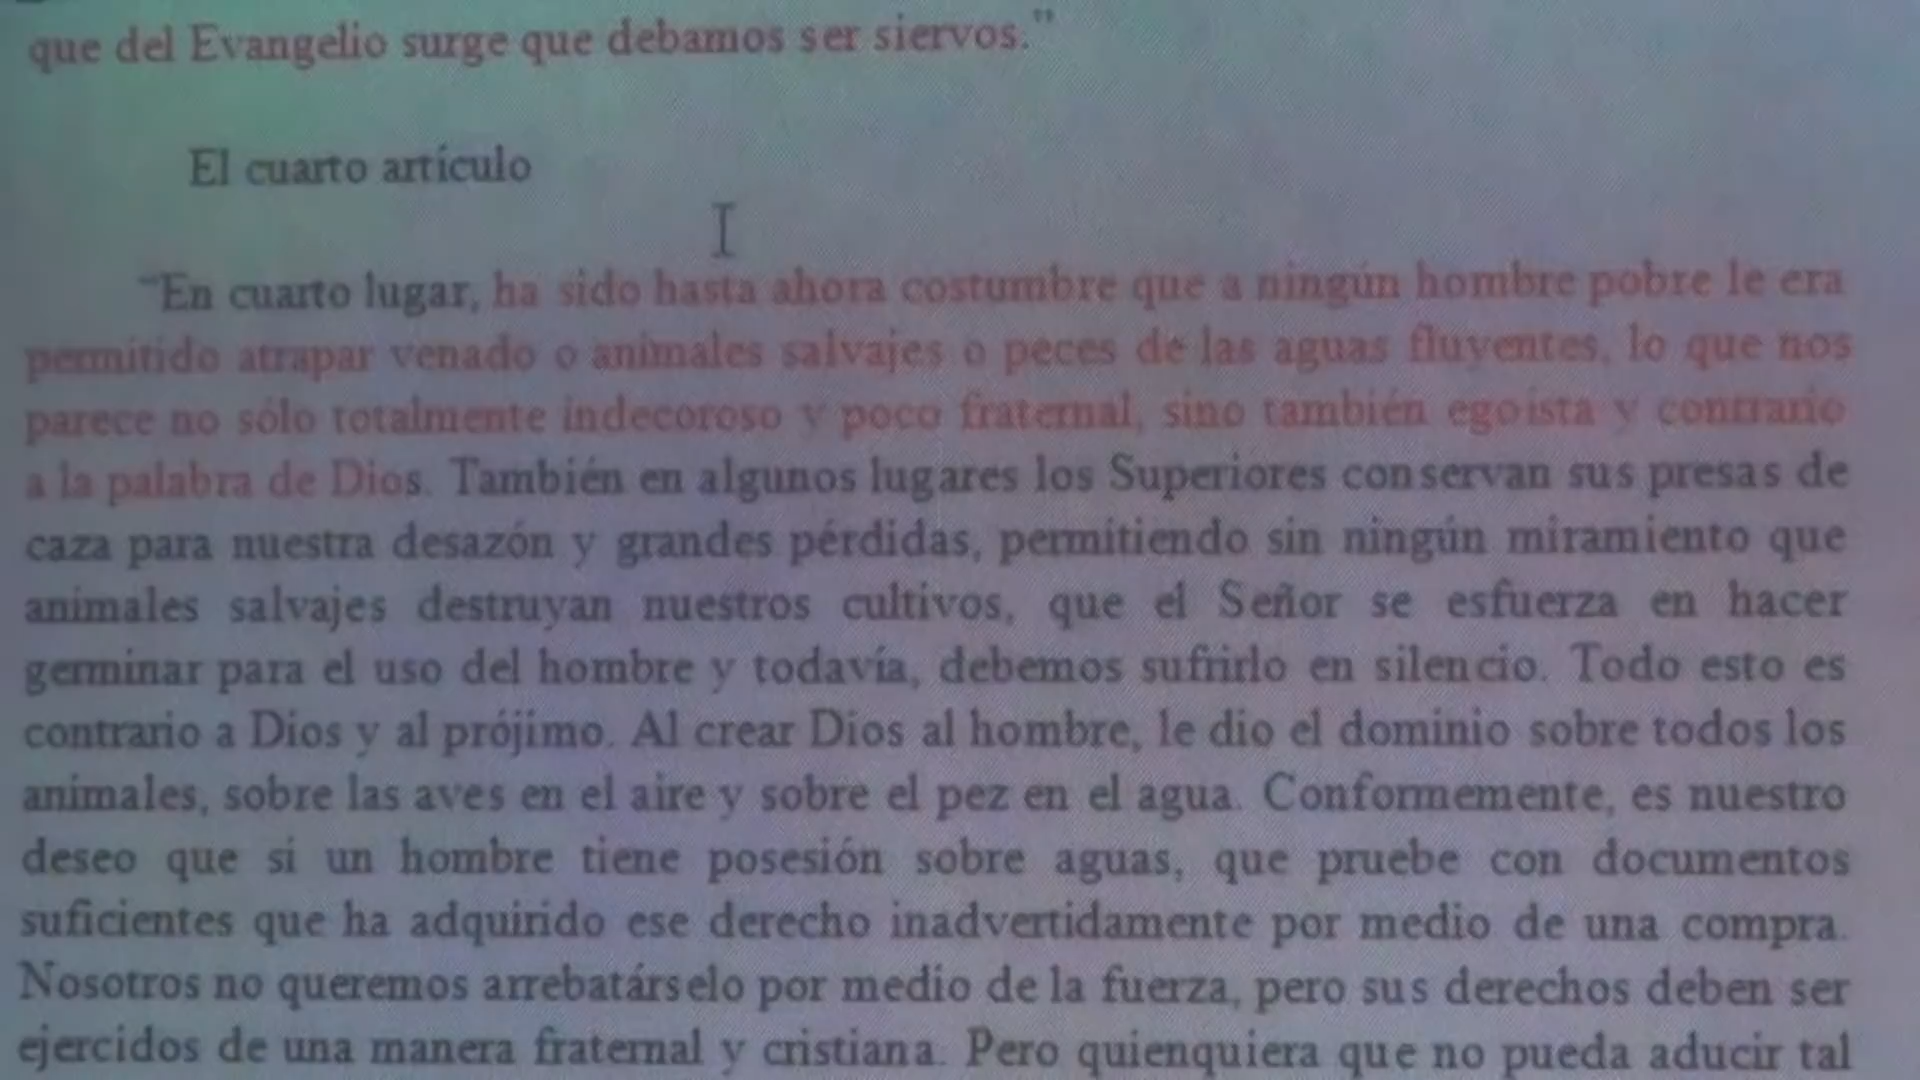 que del Evangelio surge que debamos ser siervos."
El cuarto artículo
"En cuarto lugar, ha sido hasta ahora costumbre que a ningún hombre pobre le era
permitido atrapar venado o animales salvajes o peces de las aguas fluyentes, lo que nos
parece no sólo totalmente indecoroso y poco fraternal, sino también egoista y contrario
a la palabra de Dios. También en algunos lugares los Superiores conservan sus presas de
caza para nuestra desazón y grandes pérdidas, permitiendo sin ningún miramiento que
animales salvajes destruyan nuestros cultivos, que el Señor se esfuerza en hacer
germinar para el uso del hombre y todavía, debemos sufrirlo en silencio. Todo esto es
contrario a Dios y al prójimo. Al crear Dios al hombre, le dio el dominio sobre todos los
animales, sobre las aves en el aire y sobre el pez en el agua. Conformemente, es nuestro
deseo que si un hombre tiene posesión sobre aguas, que pruebe con documentos
suficientes que ha adquirido ese derecho inadvertidamente por medio de una compra.
Nosotros no queremos arrebatárselo por medio de la fuerza, pero sus derechos deben ser
ejercidos de una manera fraternal y cristiana. Pero quienquiera que no pueda aducir tal